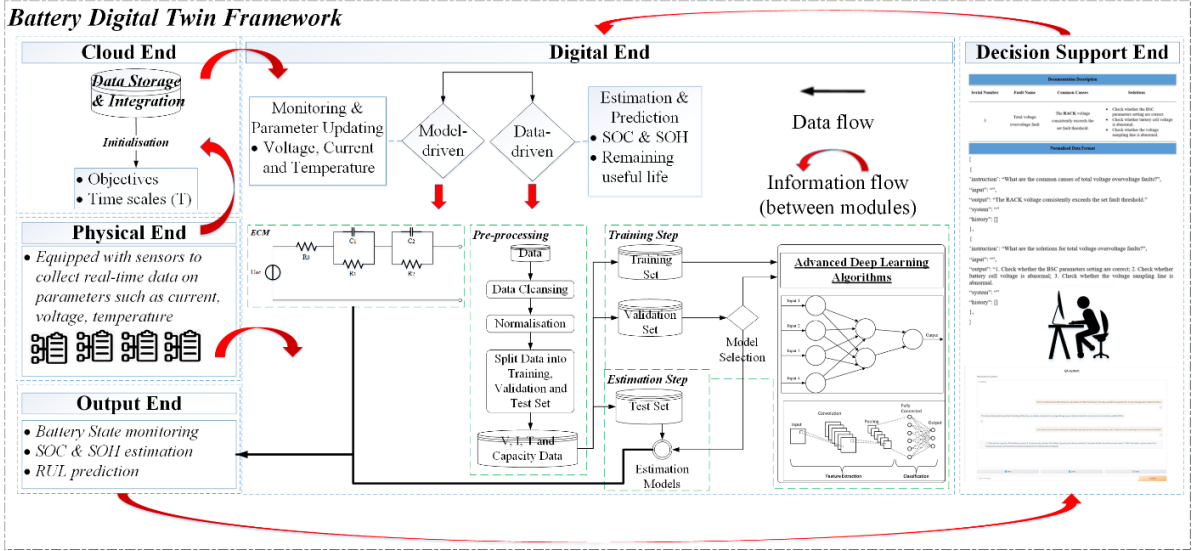 Battery Digital Twin Framework
Cloud End
Data Storage
& Integration
Initialisation
• Objectives
• Time scales (T)
Physical End
• Equipped with sensors to
collect real-time data on
parameters such as current,
voltage, temperature
Output End
• Battery State monitoring
• SOC & SOH estimation
• RUL prediction
Digital End
Monitoring &
Parameter Updating
• Voltage, Current
and Temperature
Model-
driven
Data-
driven
Estimation &
Prediction
• SOC & SOH
• Remaining
useful life
Data flow
Information flow
(between modules)
ECM
C1
C2
R1
R2
Pre-processing
Data
Data Cleansing
Normalisation
Split Data into
Training,
Validation and
Test Set
V, I, T and
Capacity Data
Training Step
Training
Set
Validation
Set
Model
Selection
Estimation Step
Test Set
Estimation
Models
Advanced Deep Learning
Algorithms
Output
Input
Convolution
Pooling
Fully
Connected
Output
Feature Extraction
Classification
Decision Support End
Documentation Description
Serial Number
Fault Name
Common Causes
Solutions
Total voltage
overvoltage fault
The RACK voltage
consistently exceeds the
set fault threshold.
• Check whether the BSC
parameters setting are correct.
• Check whether battery cell voltage
is abnormal.
• Check whether the voltage
sampling line is abnormal.
Normalised Data Format
[
{
"instruction": "What are the common causes of total voltage overvoltage faults?",
"input": "",
"output": "The RACK voltage consistently exceeds the set fault threshold."
"system": ""
"history": []
},
{
"instruction": "What are the solutions for total voltage overvoltage faults?",
"input": "",
"output": "1. Check whether the BSC parameters setting are correct; 2. Check whether
battery cell voltage is abnormal; 3. Check whether the voltage sampling line is
abnormal.
"system": ""
"history": []
},
]